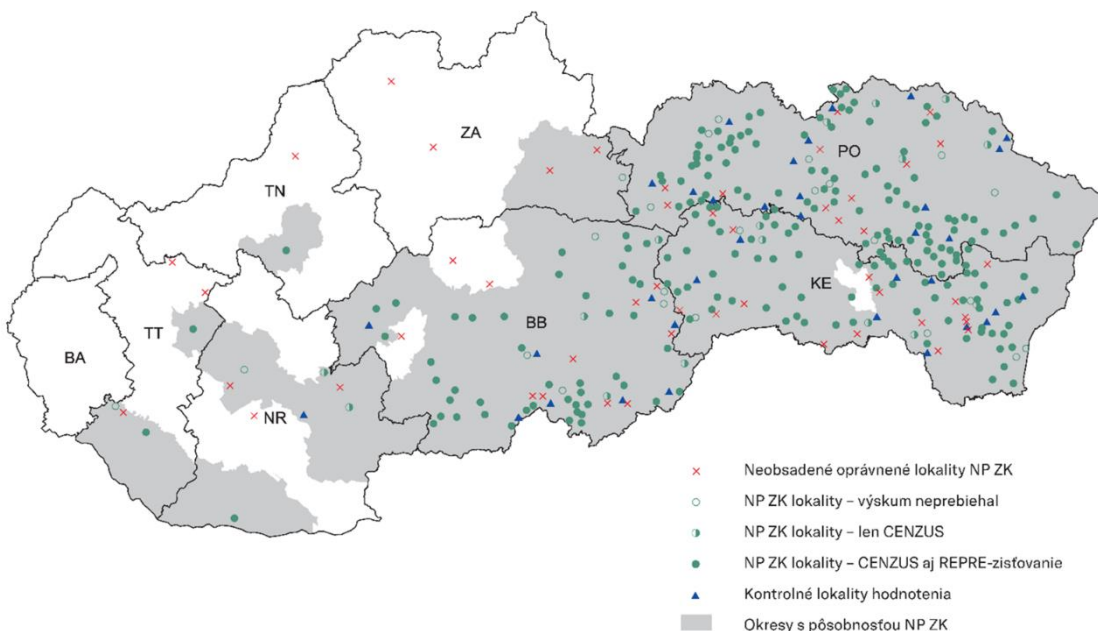 ZA
PO
TN
KE
BB
TT
BA
NR
Neobsadené oprávnené lokality NP ZK
NP ZK lokality – výskum neprebiehal
NP ZK lokality – len CENZUS
NP ZK lokality – CENZUS aj REPRE-zisťovanie
Kontrolné lokality hodnotenia
Okresy s pôsobnosťou NP ZK